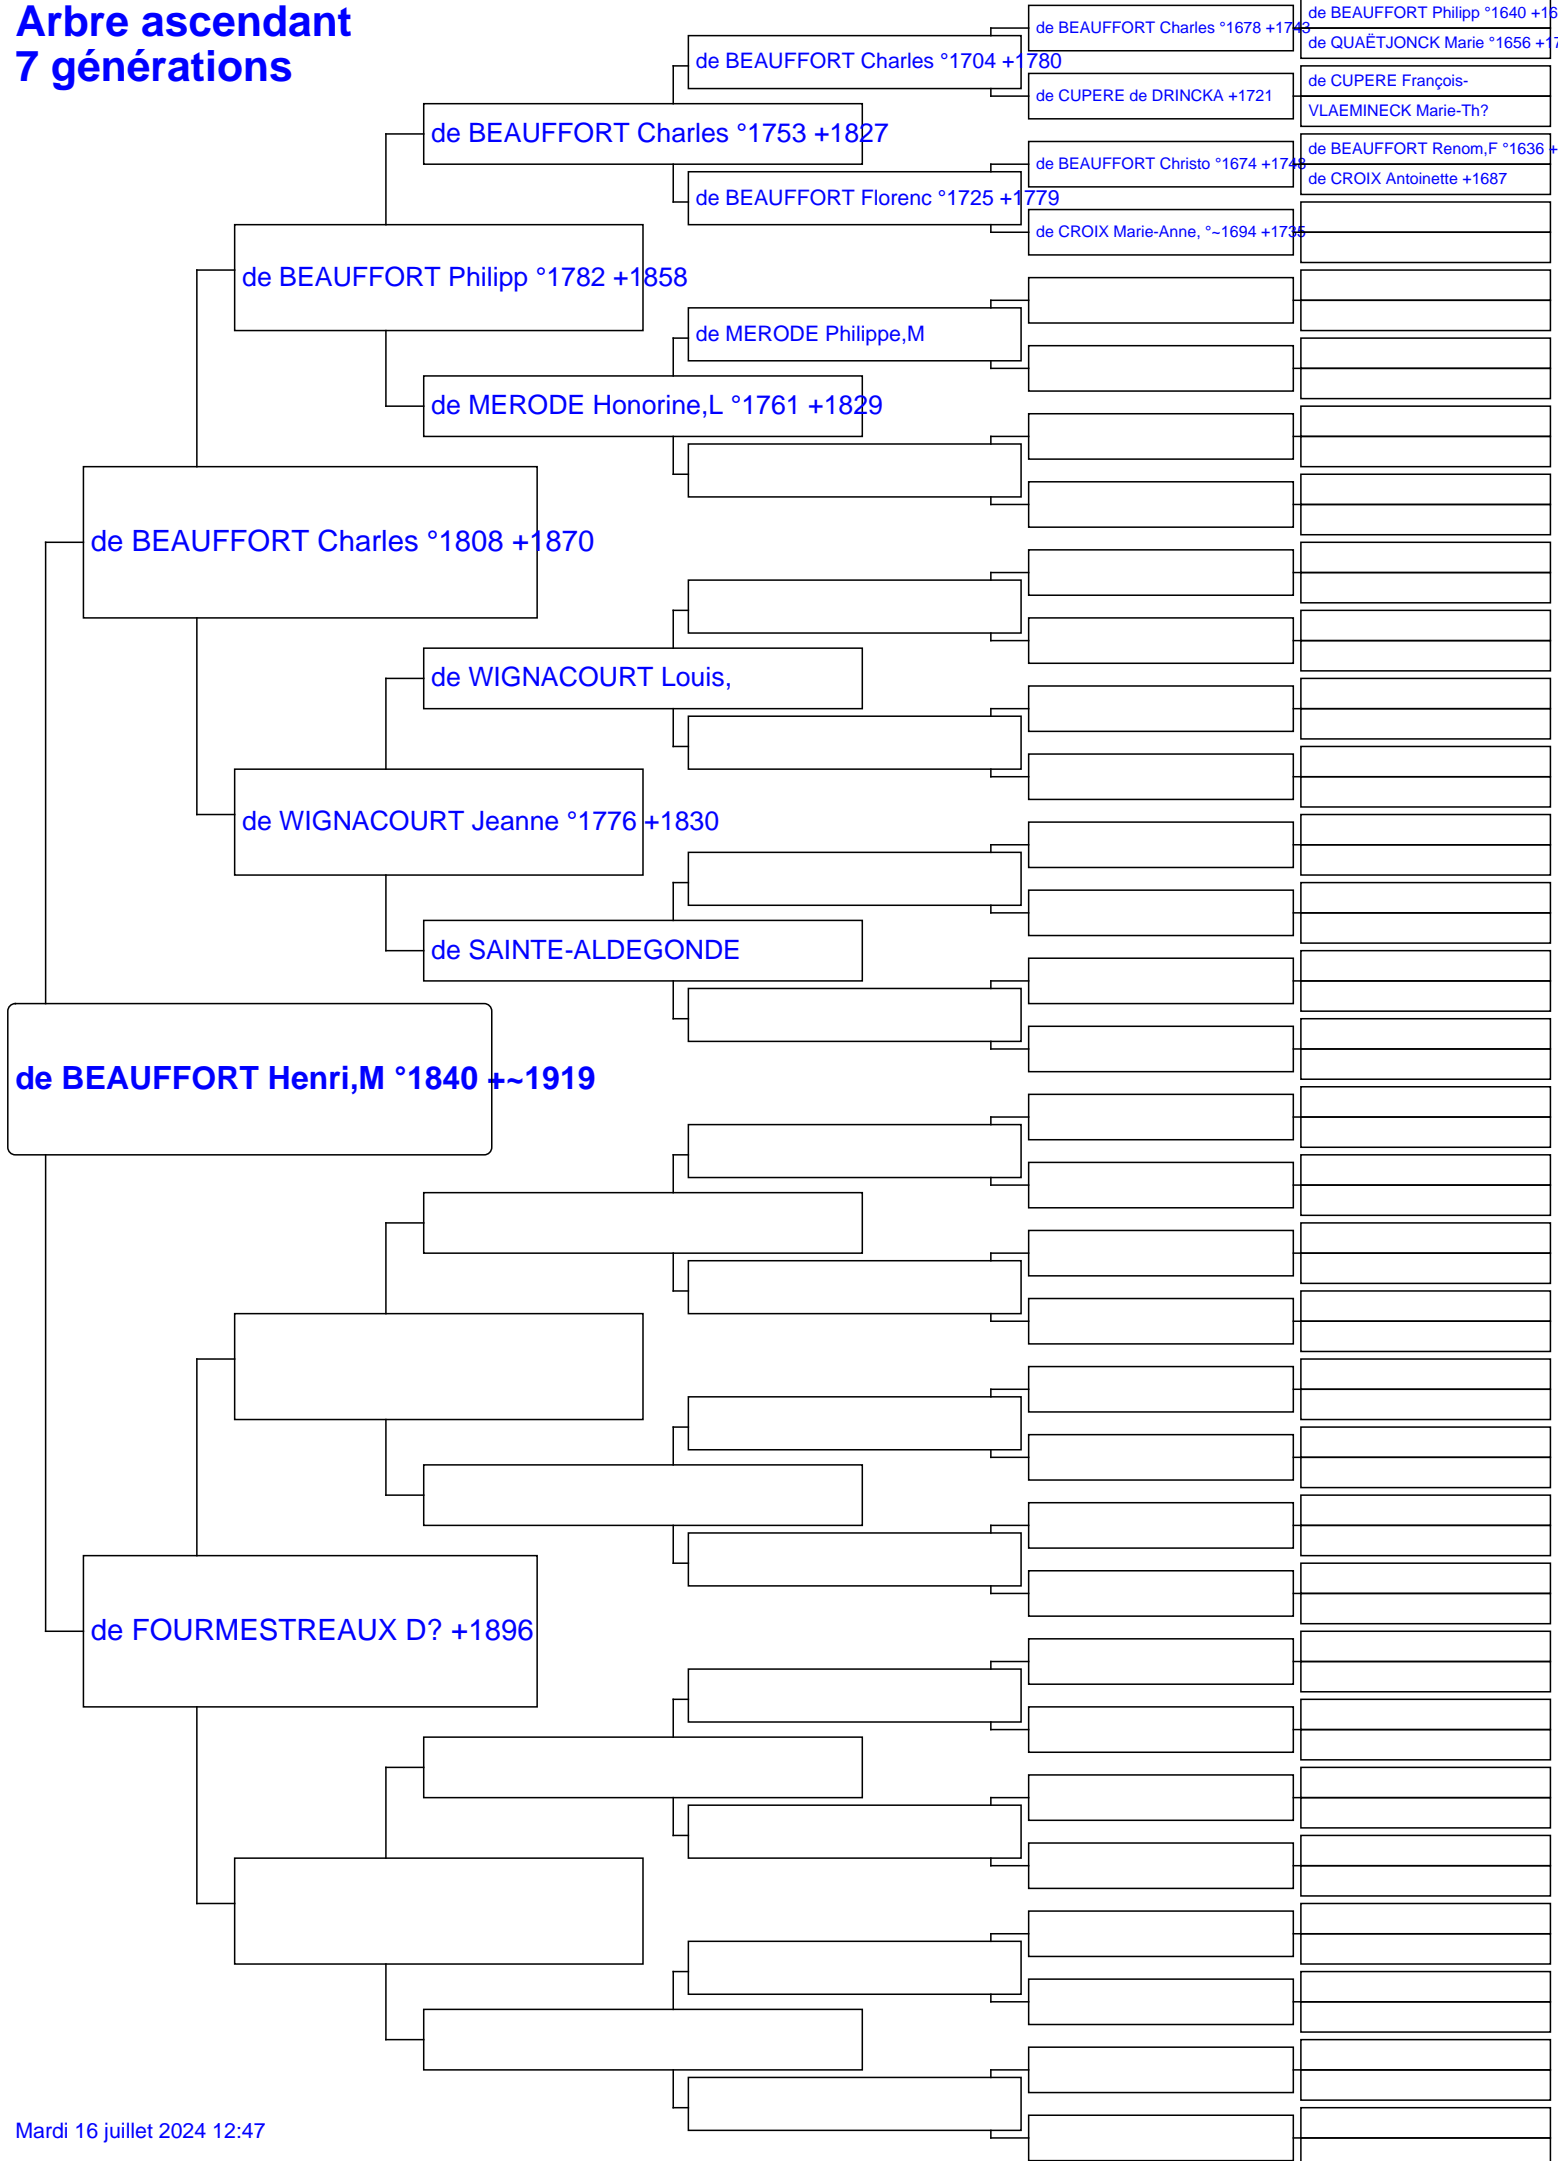 Arbre ascendant
7 générations
de BEAUFFORT Philipp °1640 +16
de BEAUFFORT Charles °1678 +1743
de QUAËTJONCK Marie °1656 +17
de BEAUFFORT Charles °1704 +1780
de CUPERE François-
de CUPERE de DRINCKA +1721
VLAEMINECK Marie-Th?
de BEAUFFORT Charles °1753 +1827
de BEAUFFORT Renom,F °1636 +
de BEAUFFORT Christo °1674 +1748
de CROIX Antoinette +1687
de BEAUFFORT Florenc °1725 +1779
de CROIX Marie-Anne, °~1694 +1735
de BEAUFFORT Philipp °1782 +1858
de MERODE Philippe,M
de MERODE Honorine,L °1761 +1829
de BEAUFFORT Charles °1808 +1870
de WIGNACOURT Louis,
de WIGNACOURT Jeanne °1776 +1830
de SAINTE-ALDEGONDE
de BEAUFFORT Henri,M °1840 +~1919
de FOURMESTREAUX D? +1896
Mardi 16 juillet 2024 12:47